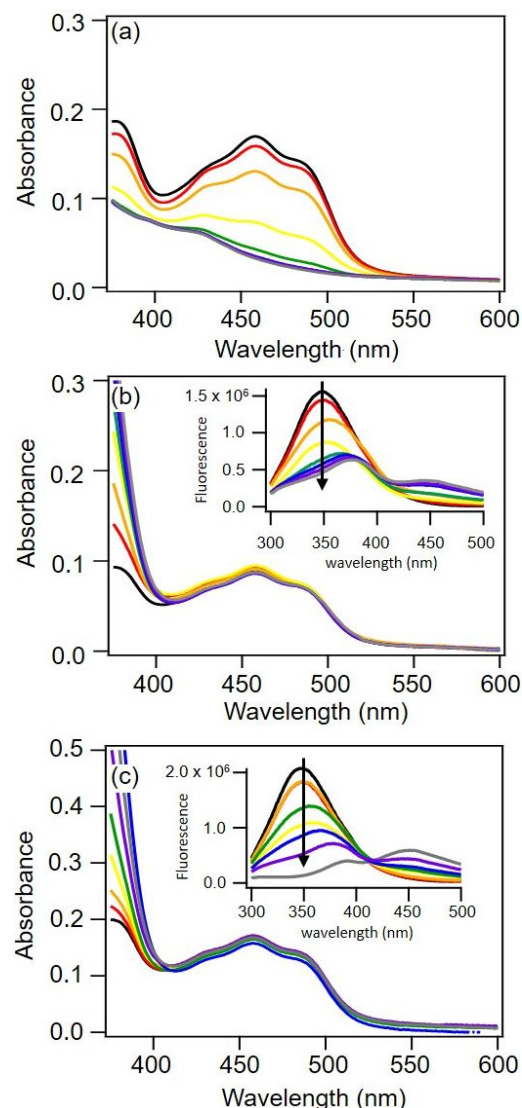 (a)
0.3
0.2
0.1
0.0
Absorbance
400 450 500 550 600
Wavelength (nm)
(b)
0.3
0.1
0.0
Absorbance
1.5 x 10⁶
1.0
0.5
0.0
Fluorescence
300 350 400 450 500
wavelength (nm)
400 450 500 550 600
Wavelength (nm)
(c)
0.5
0.4
0.3
0.2
0.1
0.0
Absorbance
2.0 x 10⁶
1.0
0.0
Fluorescence
300 350 400 450 500
wavelength (nm)
400 450 500 550 600
Wavelength (nm)